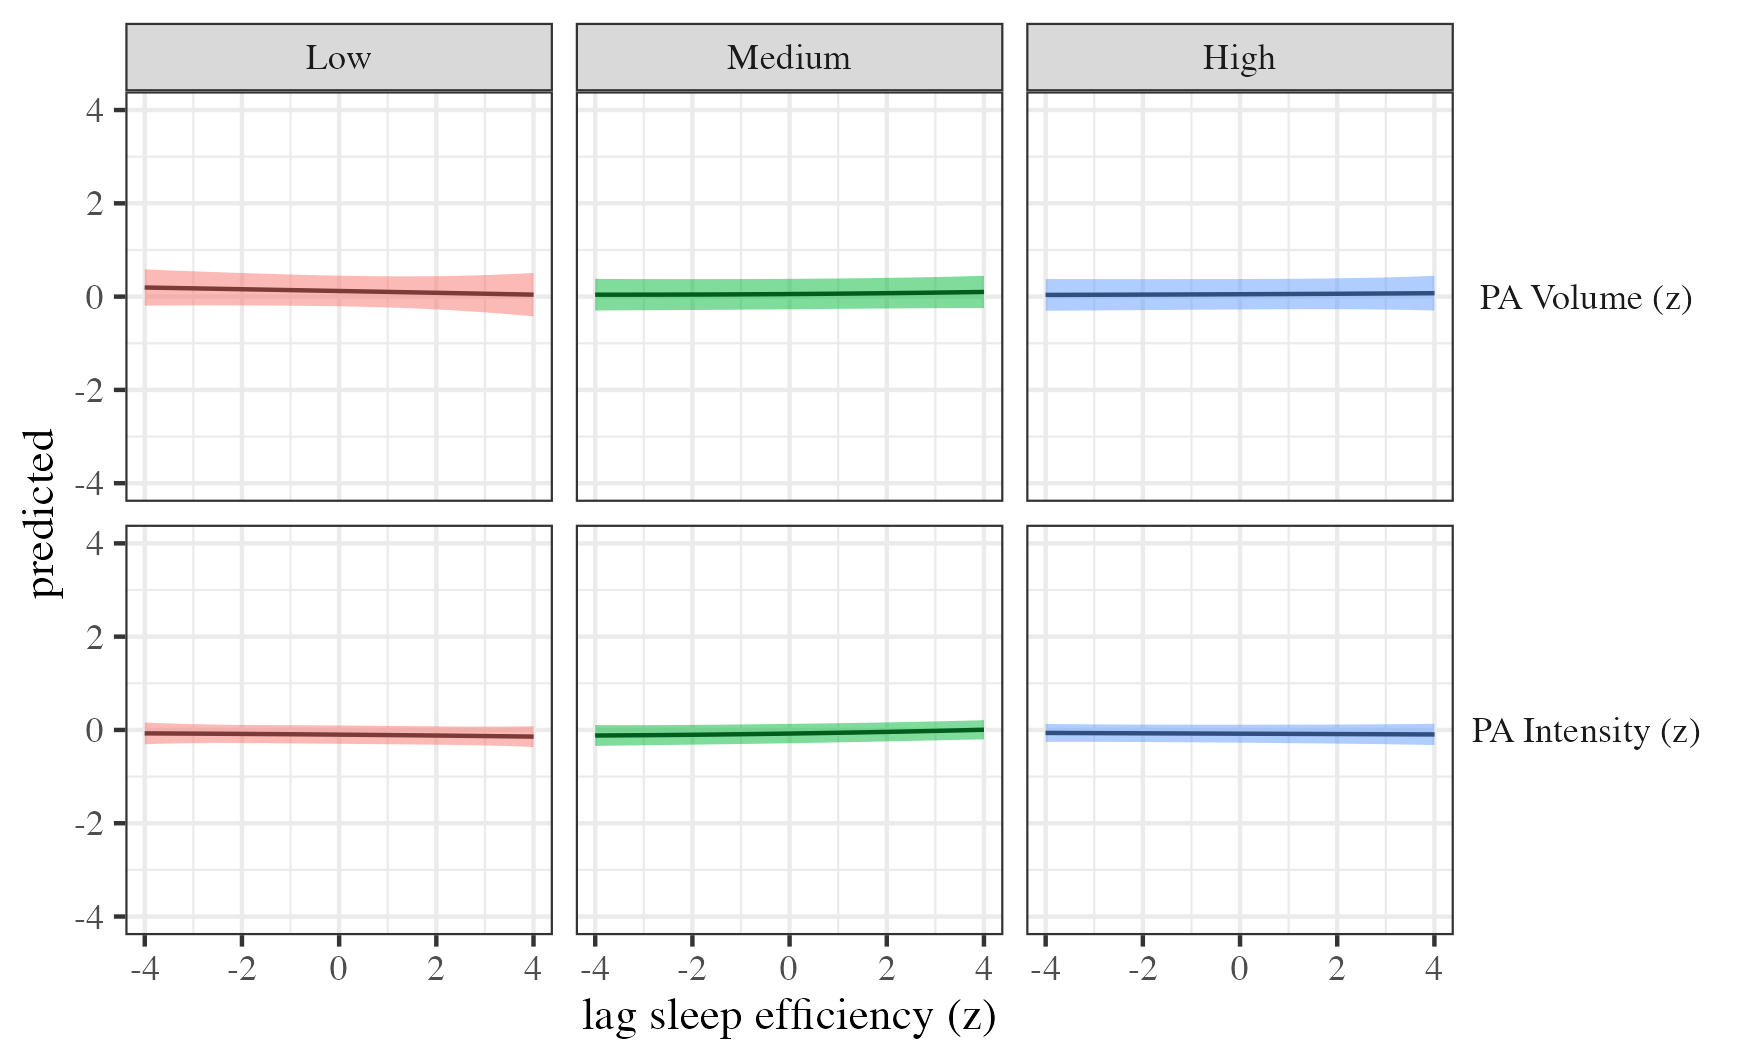 Low
Medium
High
4
2
0
-2
-4
PA Volume (z)
predicted
4
2
0
-2
-4
PA Intensity (z)
-4 -2 0 2 4
-4 -2 0 2 4
-4 -2 0 2 4
lag sleep efficiency (z)